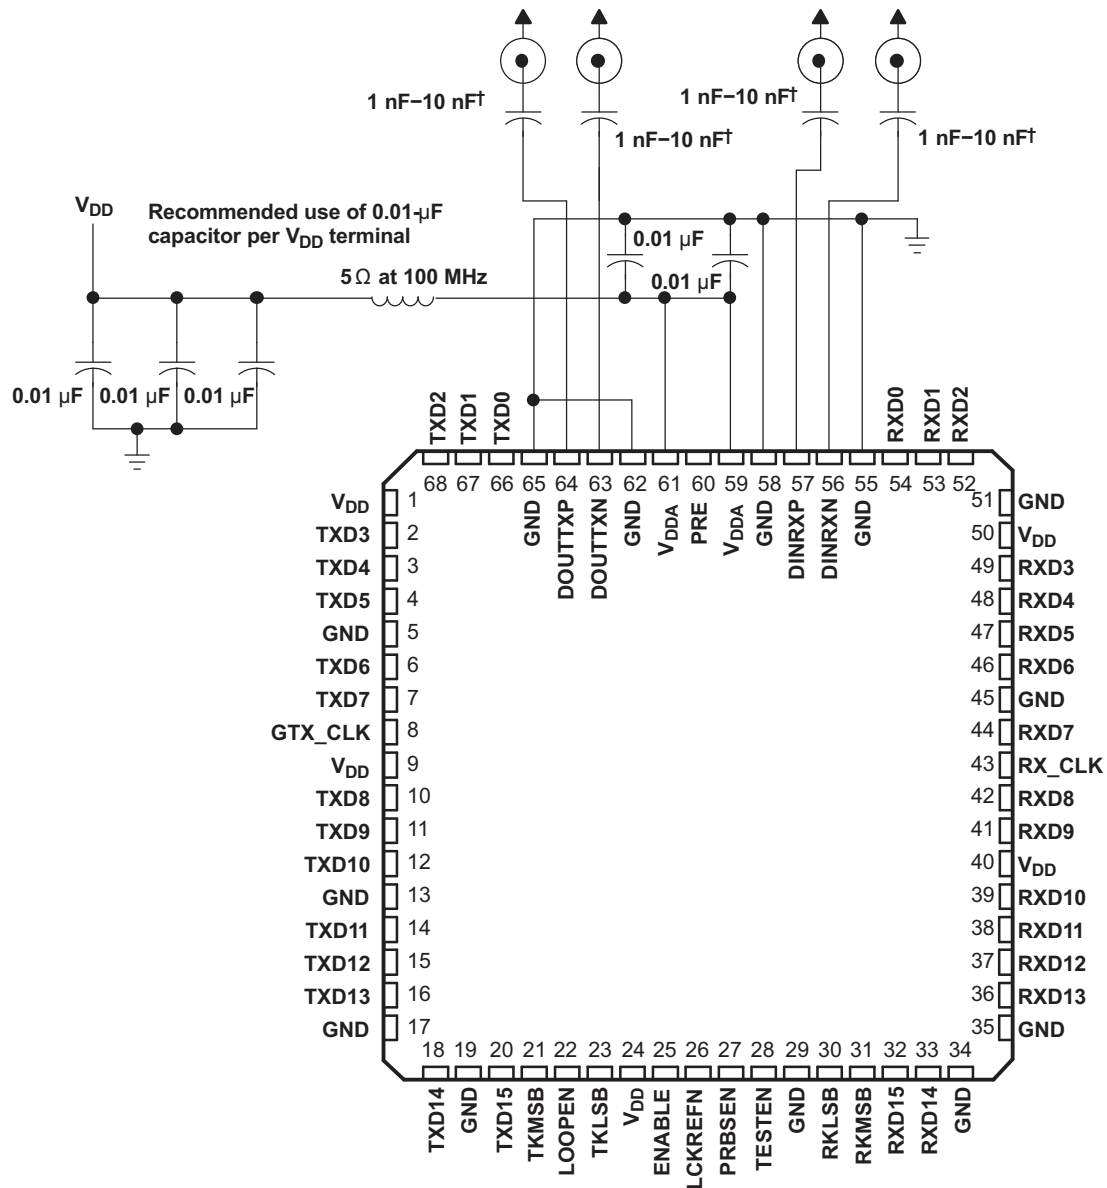 1 nF−10 nF†
1 nF−10 nF†
1 nF−10 nF†
1 nF−10 nF†
VDD
Recommended use of 0.01-µF
capacitor per VDD terminal
0.01 µF
0.01 µF
5 Ω at 100 MHz
0.01 µF
0.01 µF
0.01 µF
TXD2
TXD1
TXD0
RXD0
RXD1
RXD2
68
67
66
65
64
63
62
61
60
59
58
57
56
55
54
53
52
GND
DOUTTXP
DOUTTXN
GND
VDDA
PRE
VDDA
GND
DINRXP
DINRXN
GND
VDD 1
TXD3 2
TXD4 3
TXD5 4
GND 5
TXD6 6
TXD7 7
GTX_CLK 8
VDD 9
TXD8 10
TXD9 11
TXD10 12
GND 13
TXD11 14
TXD12 15
TXD13 16
GND 17
51 GND
50 VDD
49 RXD3
48 RXD4
47 RXD5
46 RXD6
45 GND
44 RXD7
43 RX_CLK
42 RXD8
41 RXD9
40 VDD
39 RXD10
38 RXD11
37 RXD12
36 RXD13
35 GND
18
19
20
21
22
23
24
25
26
27
28
29
30
31
32
33
34
TXD14
GND
TXD15
TKMSB
LOOPEN
TKLSB
VDD
ENABLE
LCKREFN
PRBSEN
TESTEN
GND
RKLSB
RKMSB
RXD15
RXD14
GND